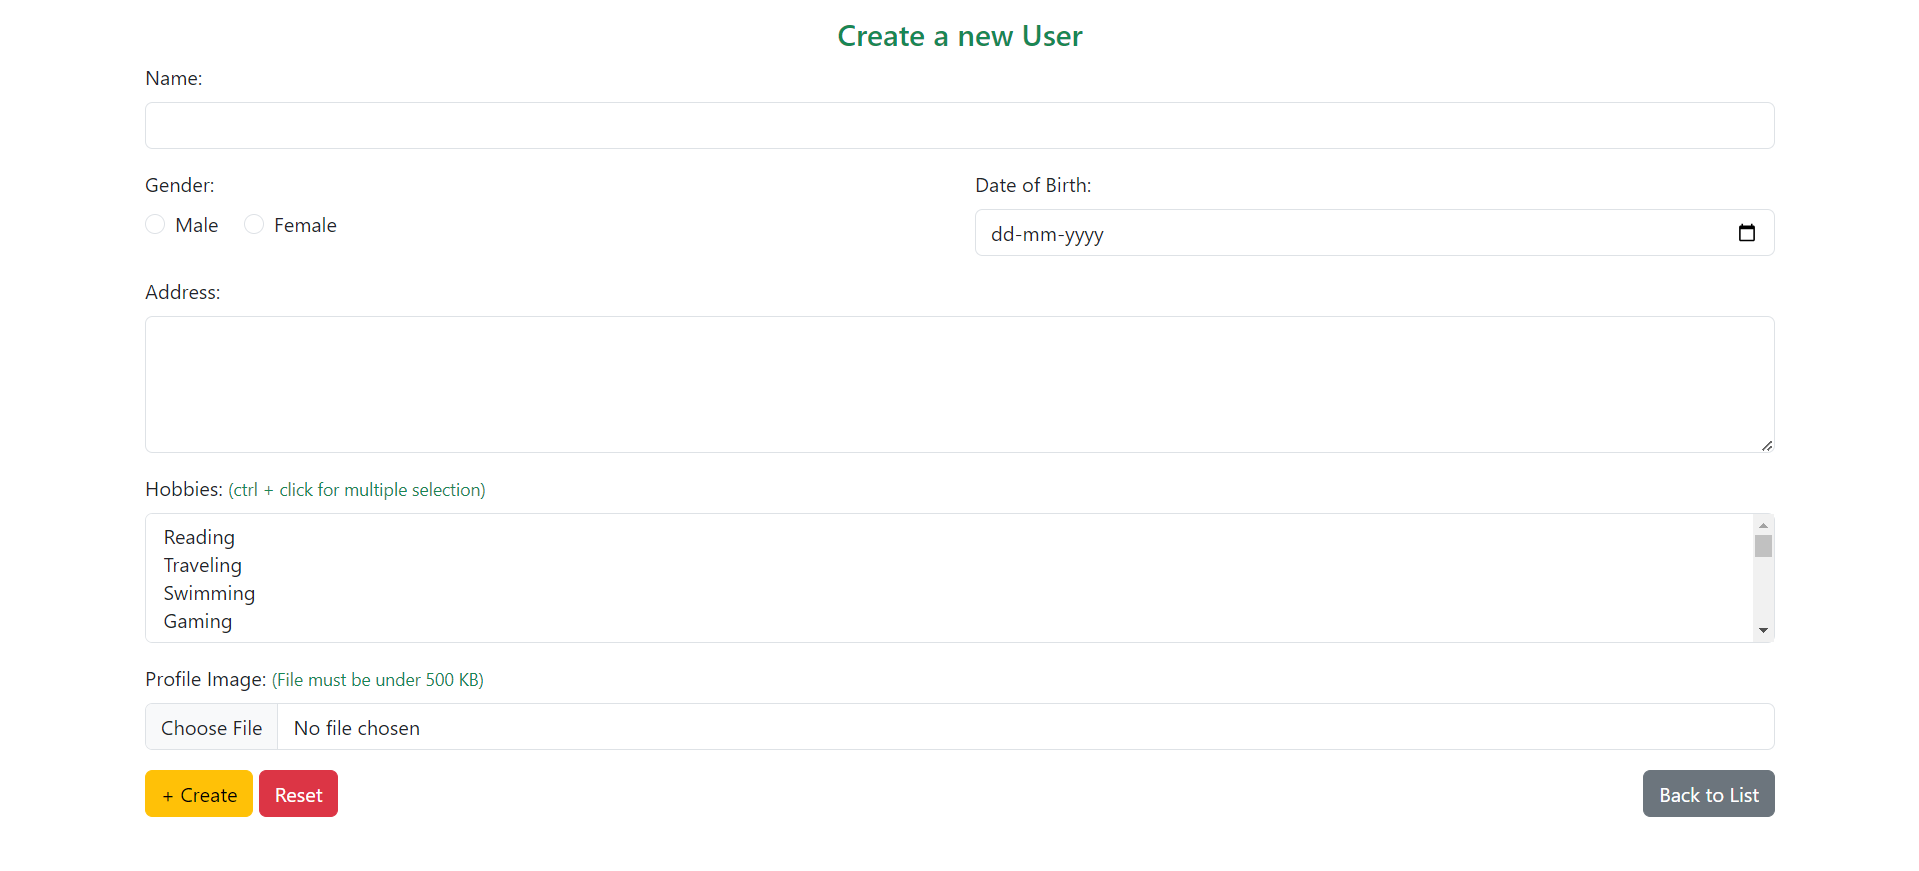 Create a new User
Name:
Gender:
Male Female
Date of Birth:
dd-mm-yyyy
Address:
Hobbies: (ctrl + click for multiple selection)
Reading
Traveling
Swimming
Gaming
Profile Image: (File must be under 500 KB)
Choose File No file chosen
+ Create Reset Back to List